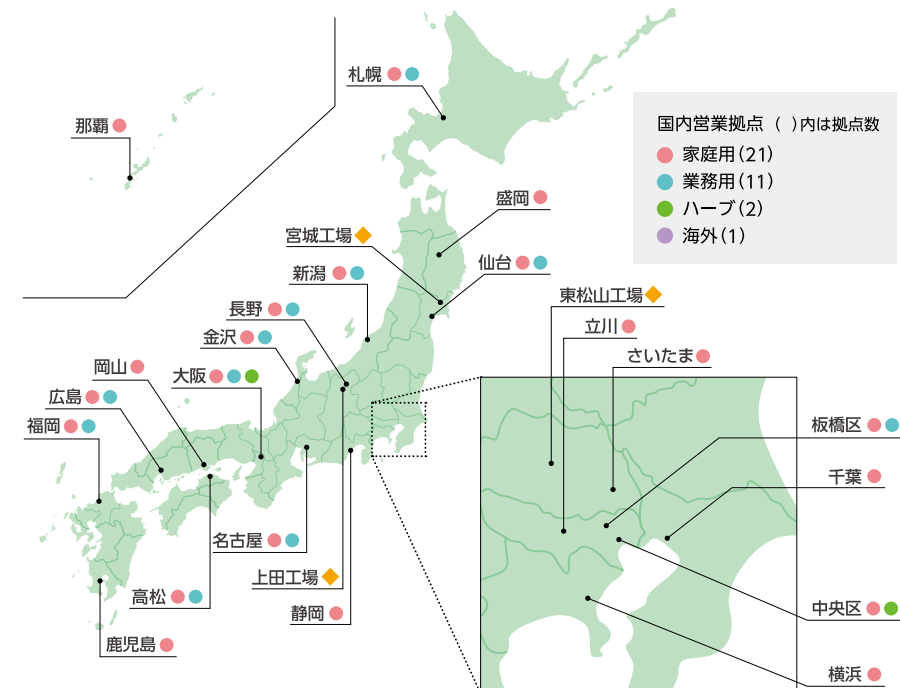 札幌
那覇
国内営業拠点 ( )内は拠点数
家庭用(21)
業務用(11)
ハーブ(2)
海外(1)
盛岡
宮城工場
仙台
新潟
東松山工場
長野
立川
金沢
さいたま
岡山
大阪
広島
福岡
板橋区
千葉
名古屋
上田工場
高松
中央区
静岡
鹿児島
横浜